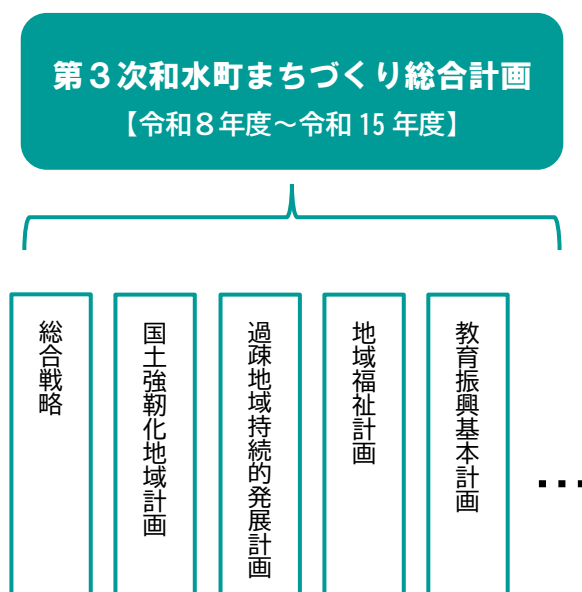 第３次和水町まちづくり総合計画
【令和８年度～令和 15 年度】
総合戦略
国土強靭化地域計画
過疎地域持続的発展計画
地域福祉計画
教育振興基本計画
…